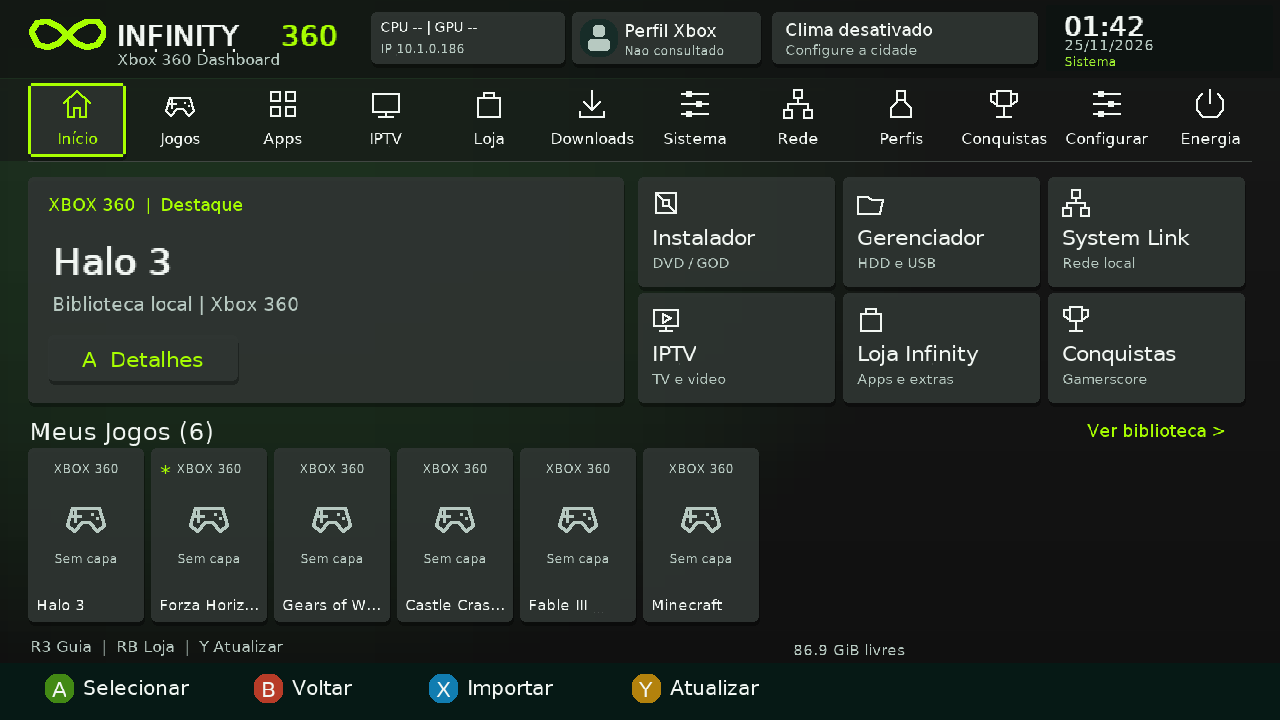 INFINITY 360
Xbox 360 Dashboard
CPU -- | GPU --
IP 10.1.0.186
Perfil Xbox
Nao consultado
Clima desativado
Configure a cidade
01:42
25/11/2026
Sistema
Início
Jogos
Apps
IPTV
Loja
Downloads
Sistema
Rede
Perfis
Conquistas
Configurar
Energia
XBOX 360 | Destaque
Halo 3
Biblioteca local | Xbox 360
A Detalhes
Instalador
DVD / GOD
Gerenciador
HDD e USB
System Link
Rede local
IPTV
TV e video
Loja Infinity
Apps e extras
Conquistas
Gamerscore
Meus Jogos (6)
Ver biblioteca >
XBOX 360
Sem capa
Halo 3
* XBOX 360
Sem capa
Forza Horiz...
XBOX 360
Sem capa
Gears of W...
XBOX 360
Sem capa
Castle Cras...
XBOX 360
Sem capa
Fable III
XBOX 360
Sem capa
Minecraft
R3 Guia | RB Loja | Y Atualizar
86.9 GiB livres
A Selecionar
B Voltar
X Importar
Y Atualizar